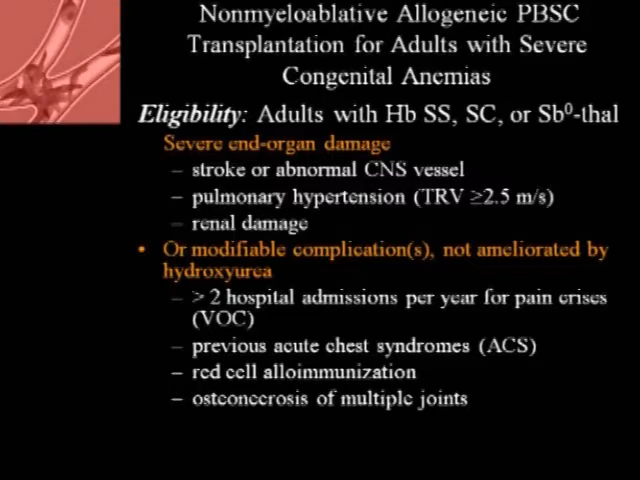 Nonmyeloablative Allogeneic PBSC
Transplantation for Adults with Severe
Congenital Anemias
Eligibility: Adults with Hb SS, SC, or Sb⁰-thal
Severe end-organ damage
– stroke or abnormal CNS vessel
– pulmonary hypertension (TRV ≥2.5 m/s)
– renal damage
• Or modifiable complication(s), not ameliorated by
hydroxyurea
– > 2 hospital admissions per year for pain crises
(VOC)
– previous acute chest syndromes (ACS)
– red cell alloimmunization
– osteonecrosis of multiple joints